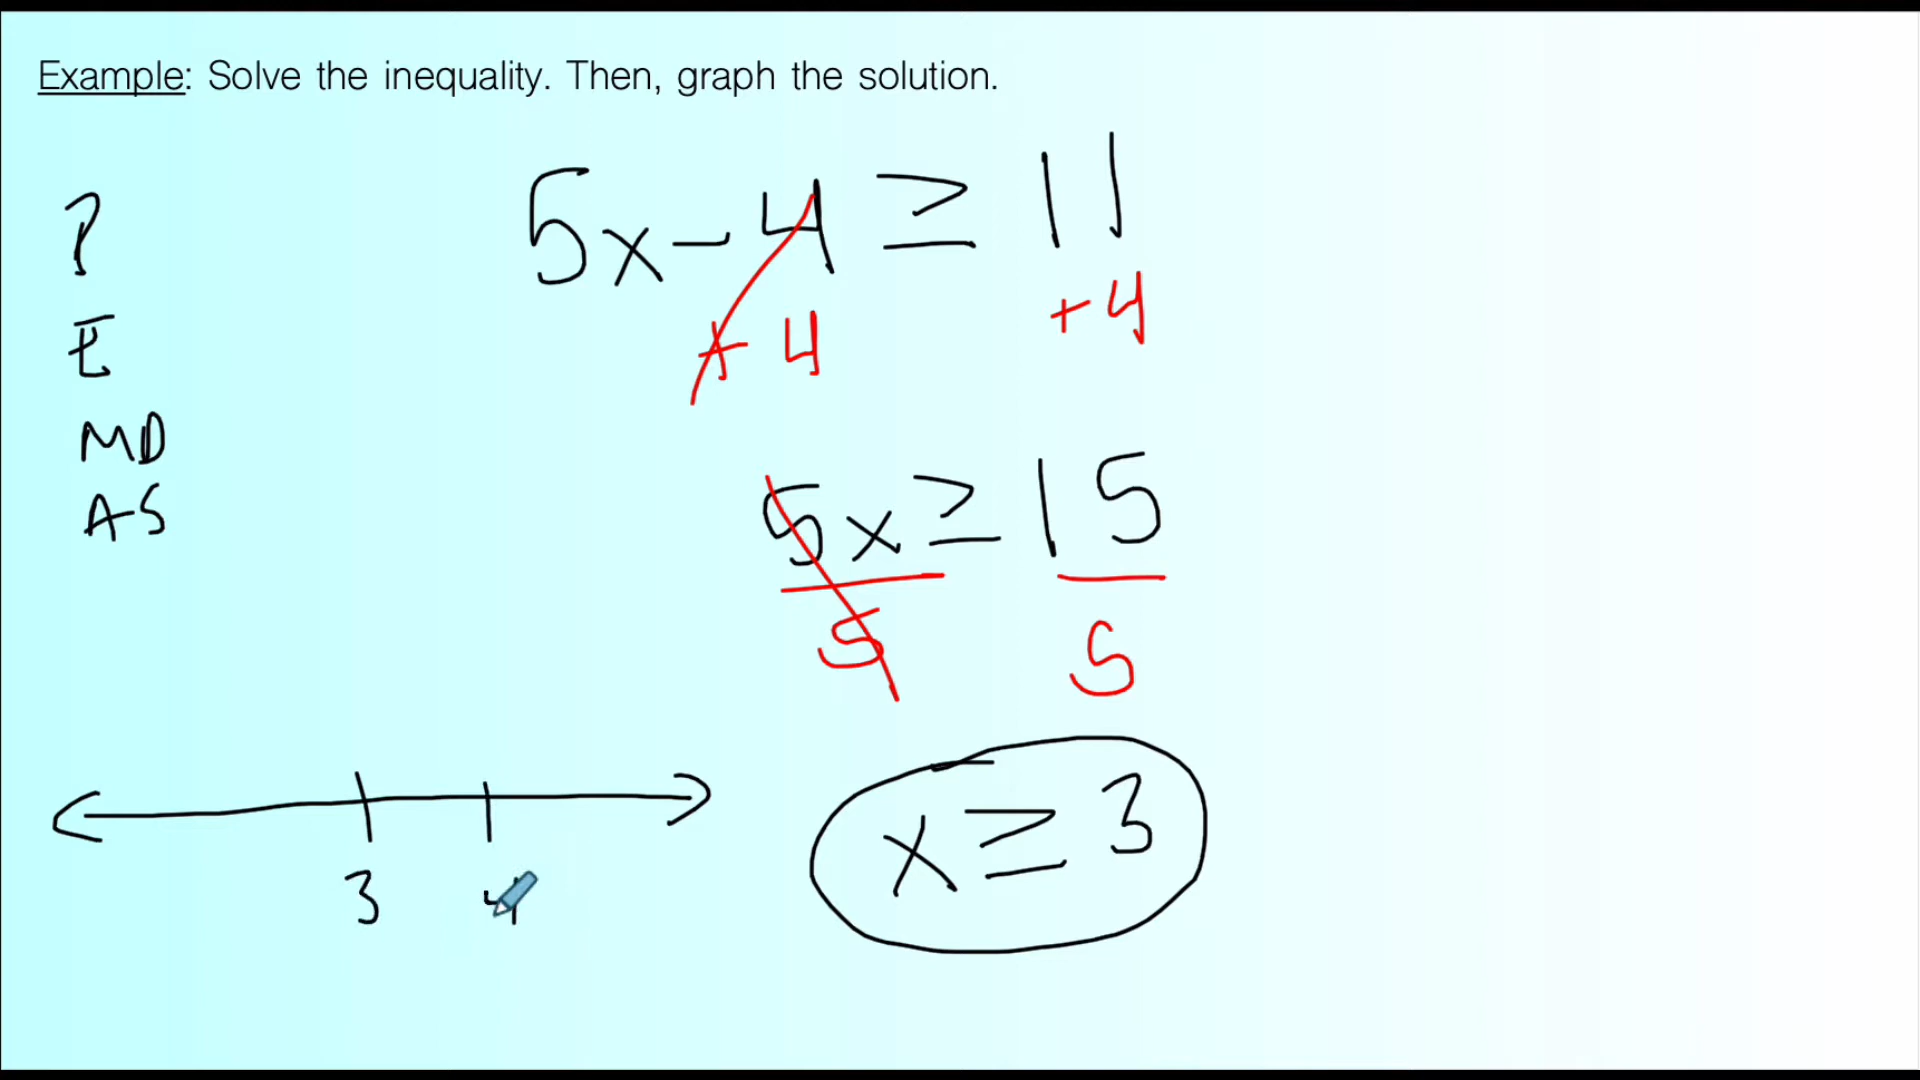 Example: Solve the inequality. Then, graph the solution.
5x - 4 ≥ 11
+ 4 +4
5x ≥ 15
5 5
x ≥ 3
P
E
MD
AS
3 4